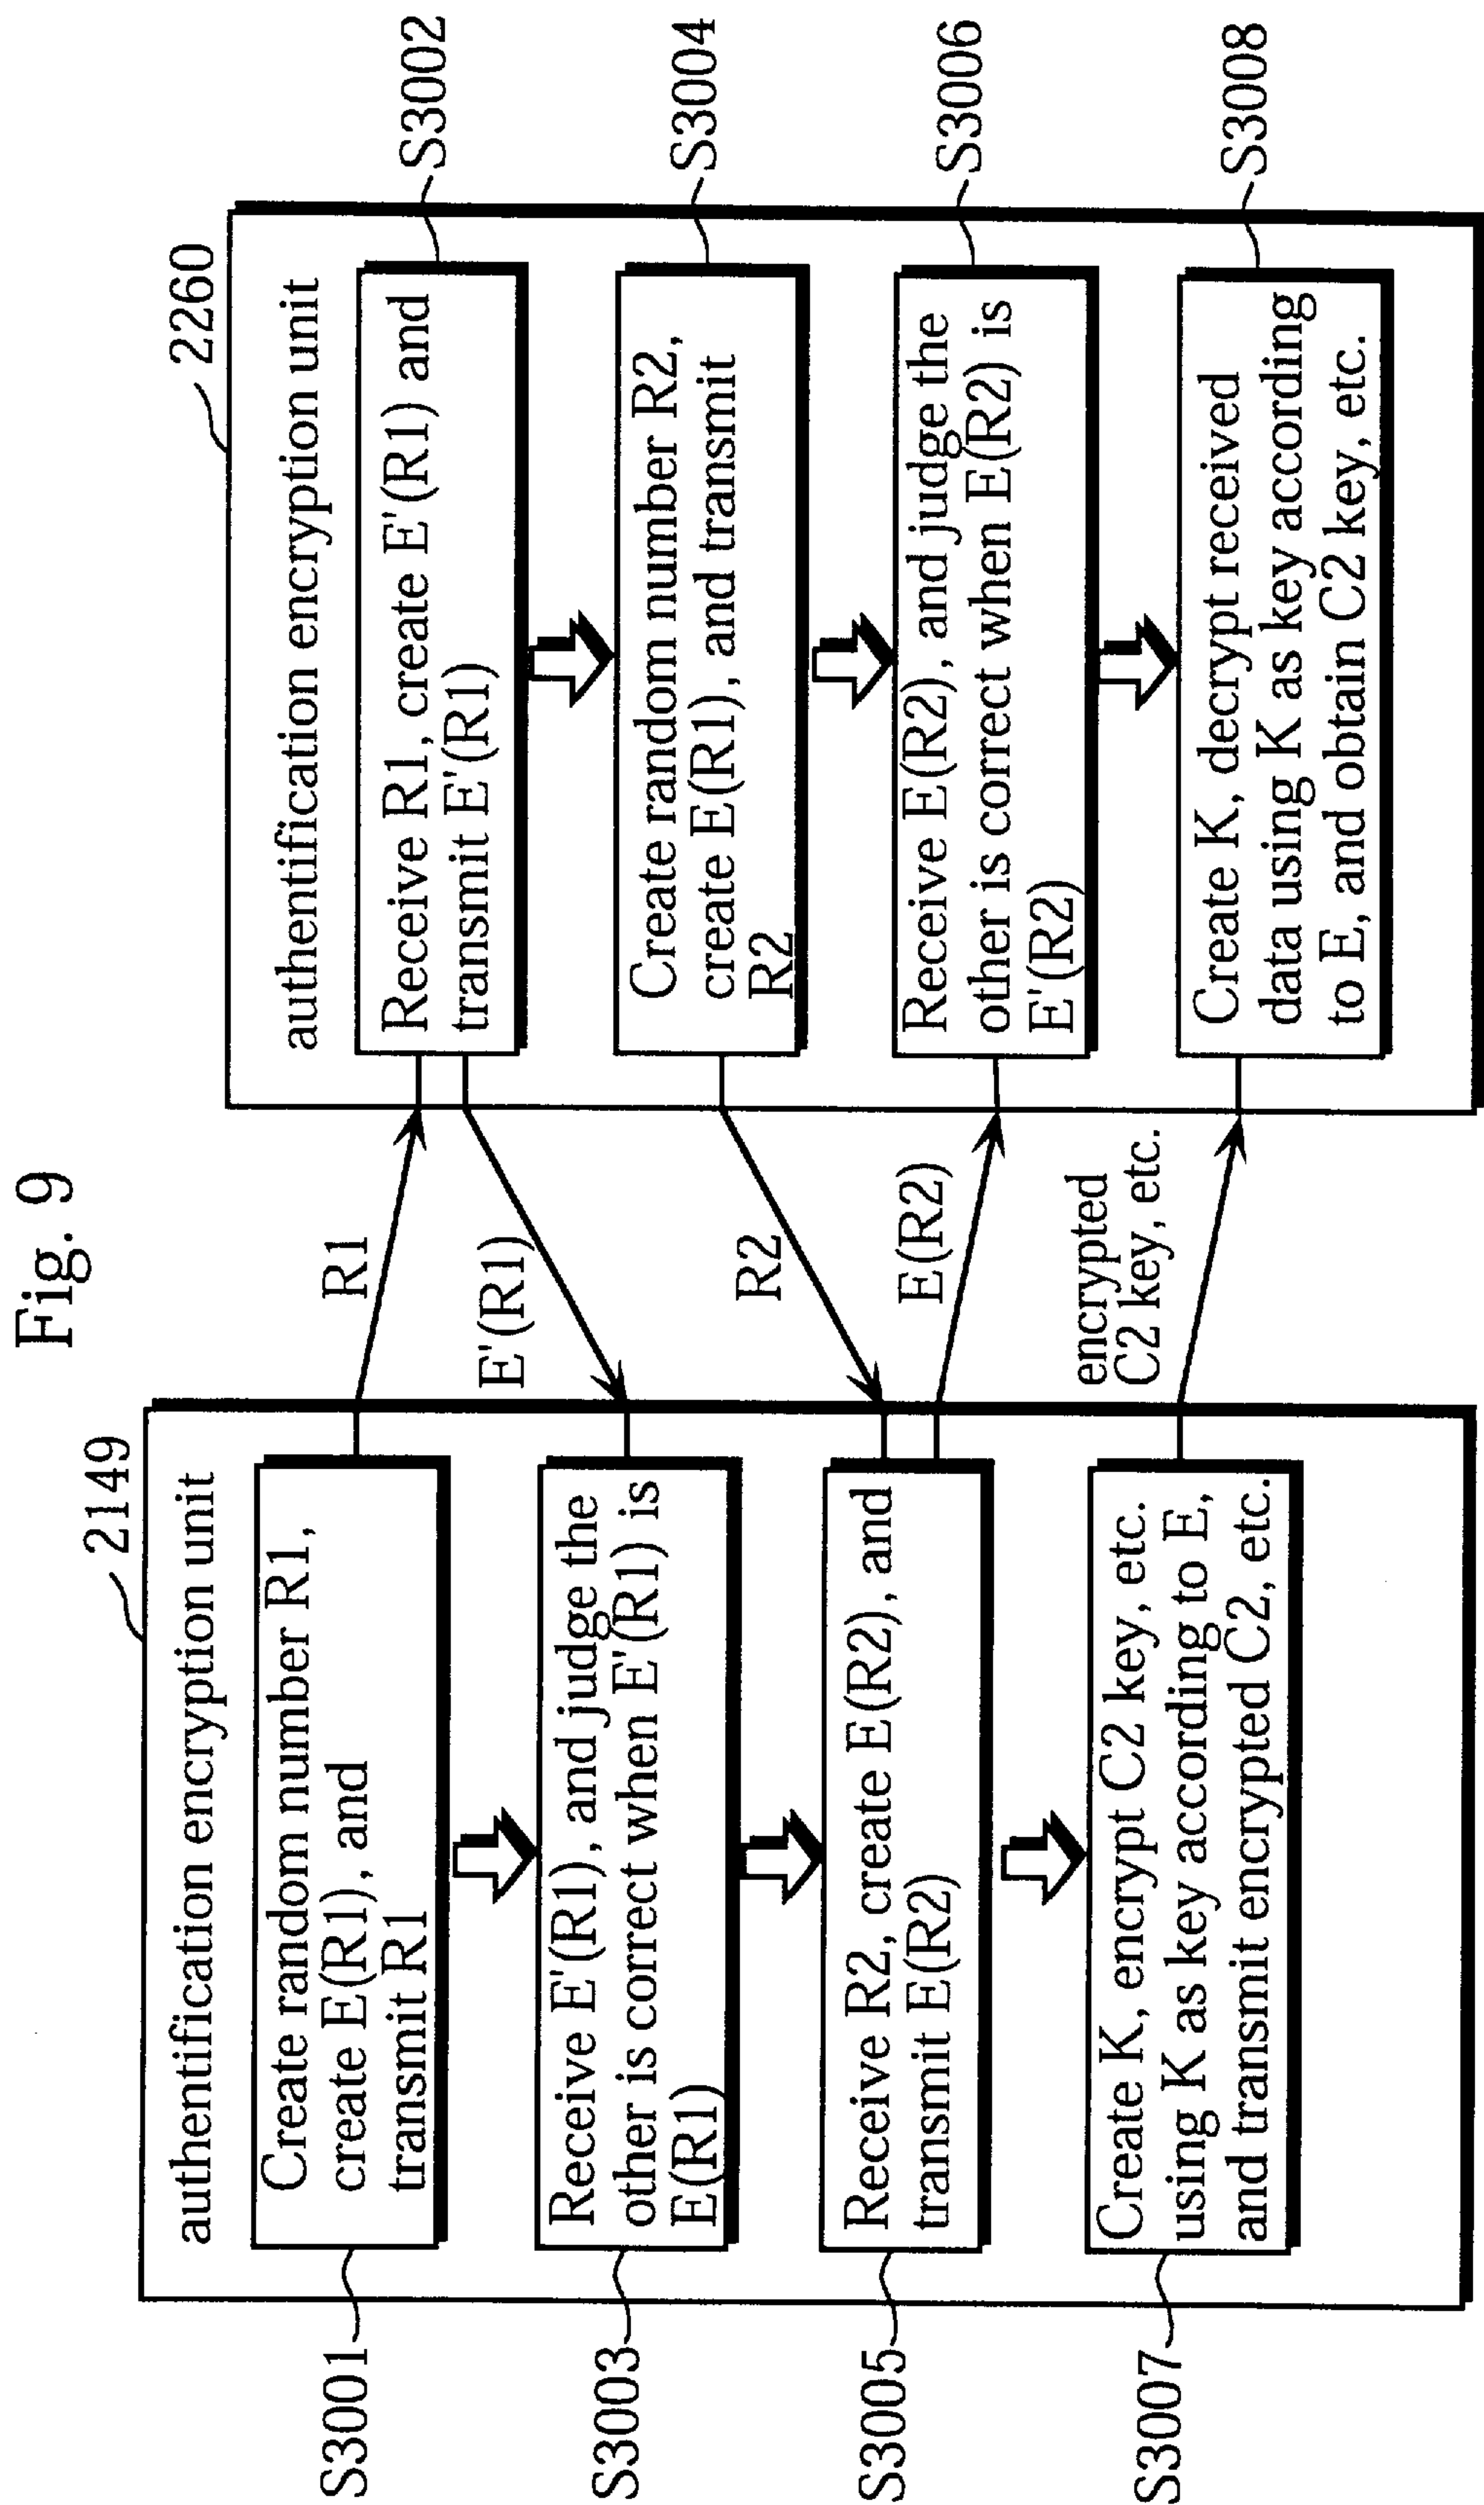 Fig. 9
2149
authentification encryption unit
S3001
Create random number R1,
create E(R1), and
transmit R1
S3003
Receive E'(R1), and judge the
other is correct when E'(R1) is
E(R1)
S3005
Receive R2, create E(R2), and
transmit E(R2)
S3007
Create K, encrypt C2 key, etc.
using K as key according to E,
and transmit encrypted C2, etc.
R1
E'(R1)
R2
E(R2)
encrypted
C2 key, etc.
2260
authentification encryption unit
Receive R1, create E'(R1) and
transmit E'(R1)
S3002
Create random number R2,
create E(R1), and transmit
R2
S3004
Receive E(R2), and judge the
other is correct when E(R2) is
E'(R2)
S3006
Create K, decrypt received
data using K as key according
to E, and obtain C2 key, etc.
S3008